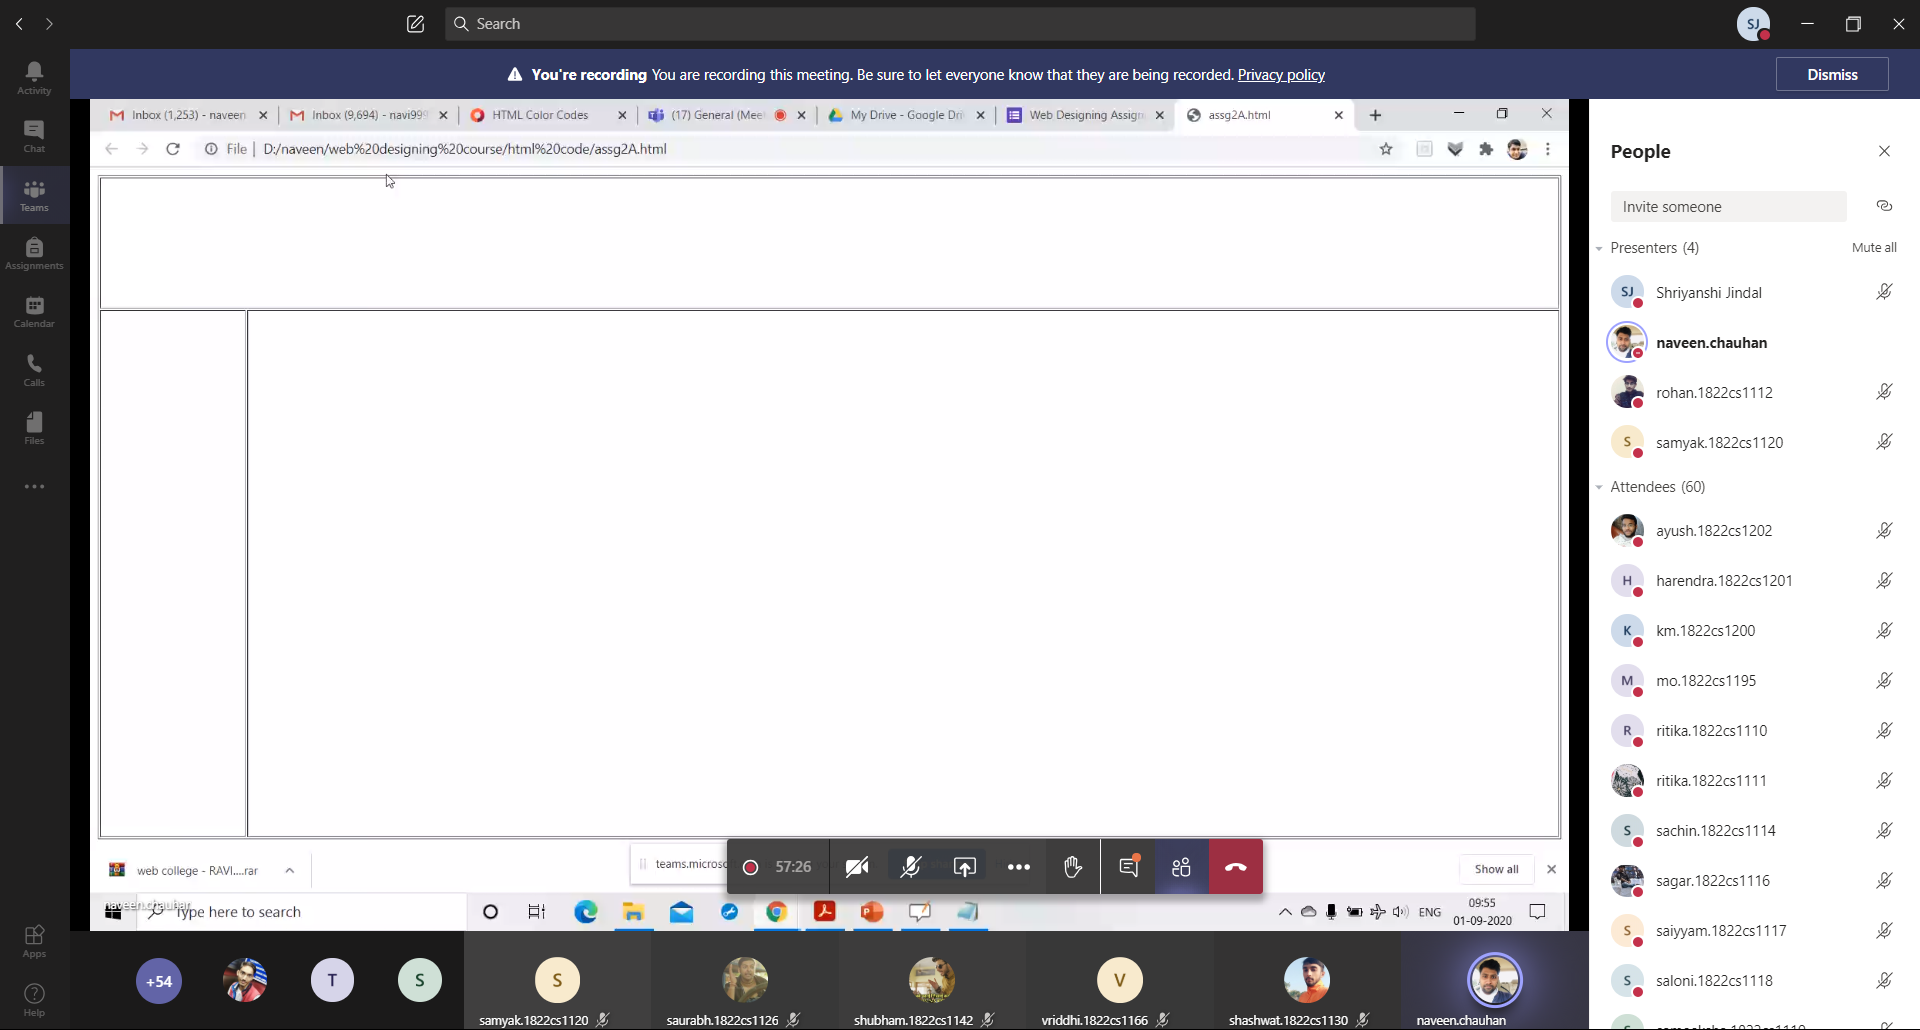 Search
SJ
You're recording You are recording this meeting. Be sure to let everyone know that they are being recorded. Privacy policy
Dismiss
Activity
Chat
Teams
Assignments
Calendar
Calls
Files
Apps
Help
Inbox (1,253) - naveen
Inbox (9,694) - navi999
HTML Color Codes
(17) General (Meet
My Drive - Google Dri
Web Designing Assign
assg2A.html
File | D:/naveen/web%20designing%20course/html%20code/assg2A.html
web college - RAVI....rar
teams.microso
57:26
Show all
naveen.chauhan
Type here to search
ENG
09:55
01-09-2020
+54
T
S
S
samyak.1822cs1120
saurabh.1822cs1126
shubham.1822cs1142
V
vriddhi.1822cs1166
shashwat.1822cs1130
naveen.chauhan
People
Invite someone
Presenters (4)
Mute all
SJ Shriyanshi Jindal
naveen.chauhan
rohan.1822cs1112
S samyak.1822cs1120
Attendees (60)
ayush.1822cs1202
H harendra.1822cs1201
K km.1822cs1200
M mo.1822cs1195
R ritika.1822cs1110
ritika.1822cs1111
S sachin.1822cs1114
sagar.1822cs1116
S saiyyam.1822cs1117
S saloni.1822cs1118